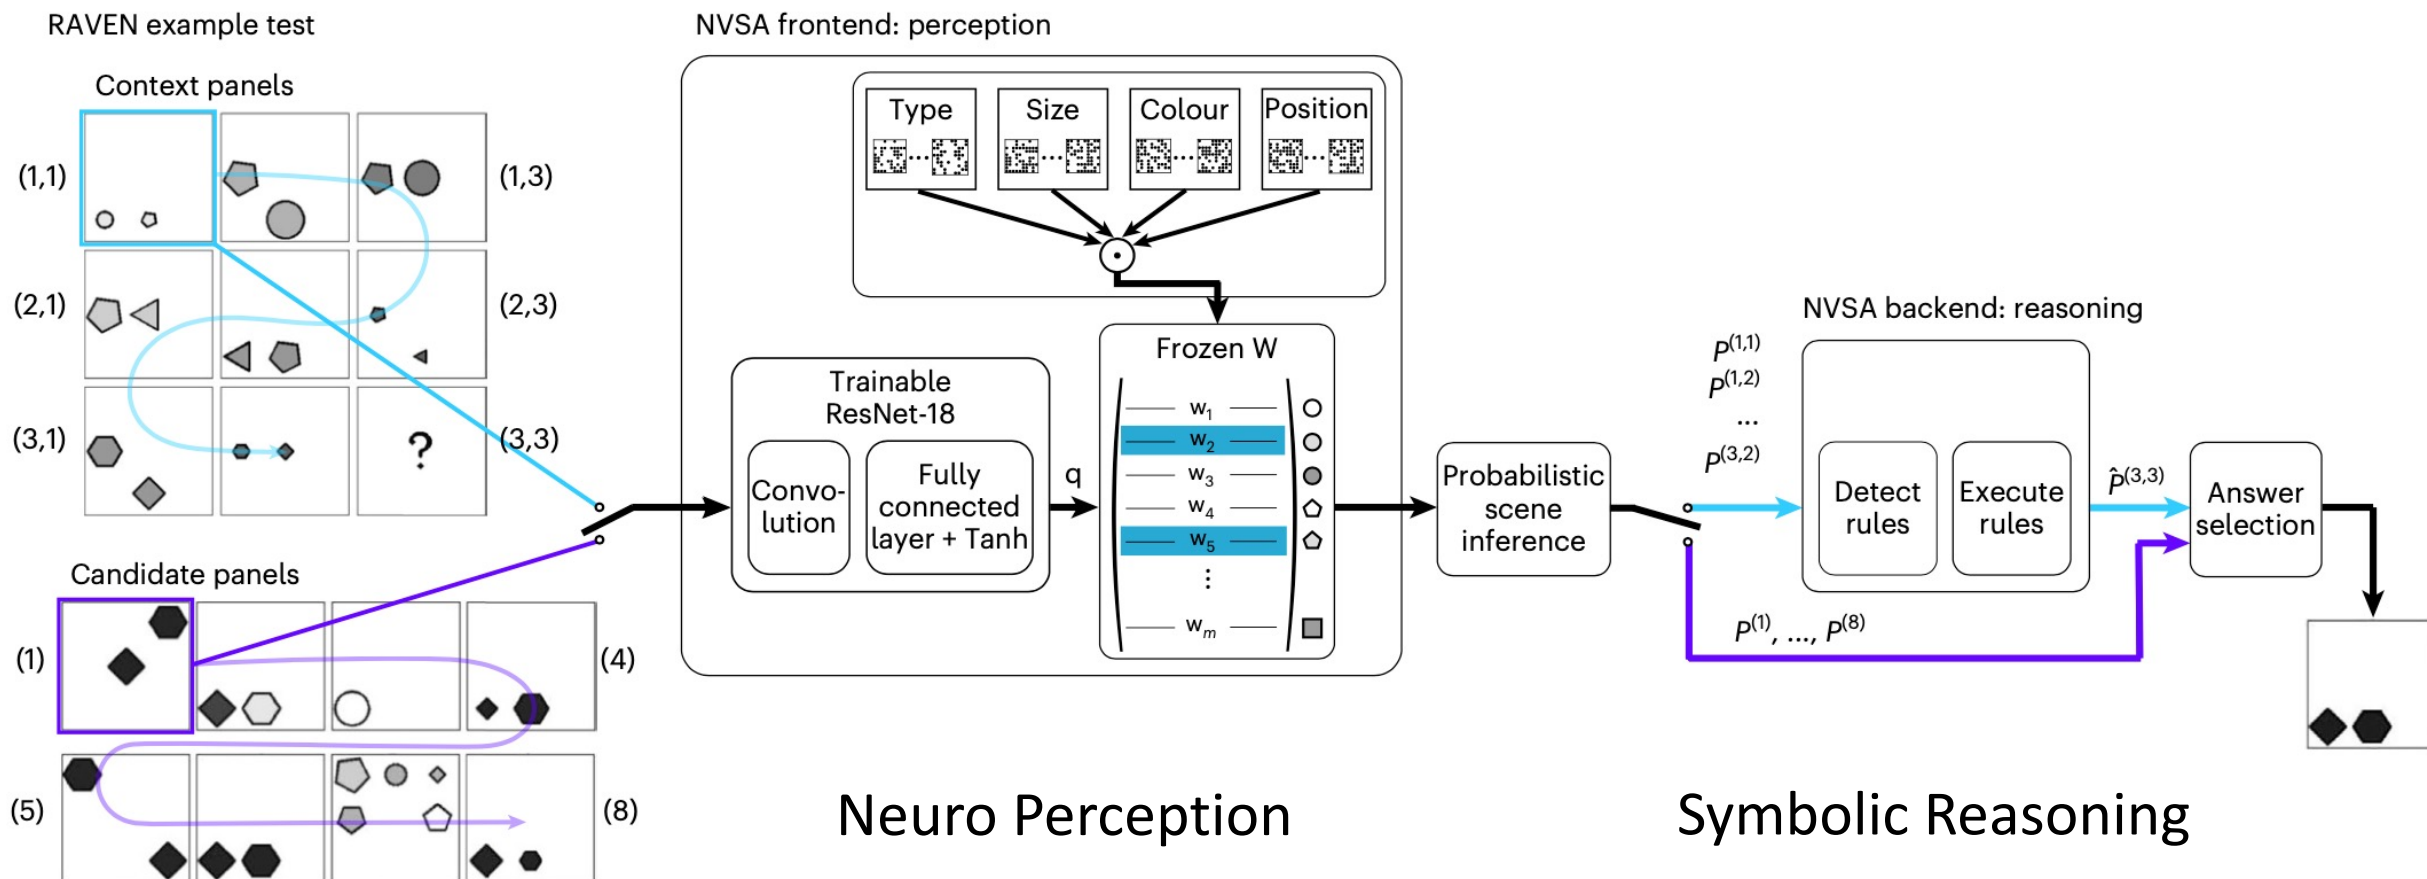 RAVEN example test
Context panels
(1,1)
(1,3)
(2,1)
(2,3)
(3,1)
?
(3,3)
Candidate panels
(1)
(4)
(5)
(8)
NVSA frontend: perception
Type
Size
Colour
Position
...
...
...
...
Trainable
ResNet-18
Convo-
lution
Fully
connected
layer + Tanh
q
Frozen W
w1
w2
w3
w4
w5
⋮
wm
Probabilistic
scene
inference
P(1,1)
P(1,2)
...
P(3,2)
NVSA backend: reasoning
Detect
rules
Execute
rules
P̂(3,3)
Answer
selection
P(1), ..., P(8)
Neuro Perception
Symbolic Reasoning